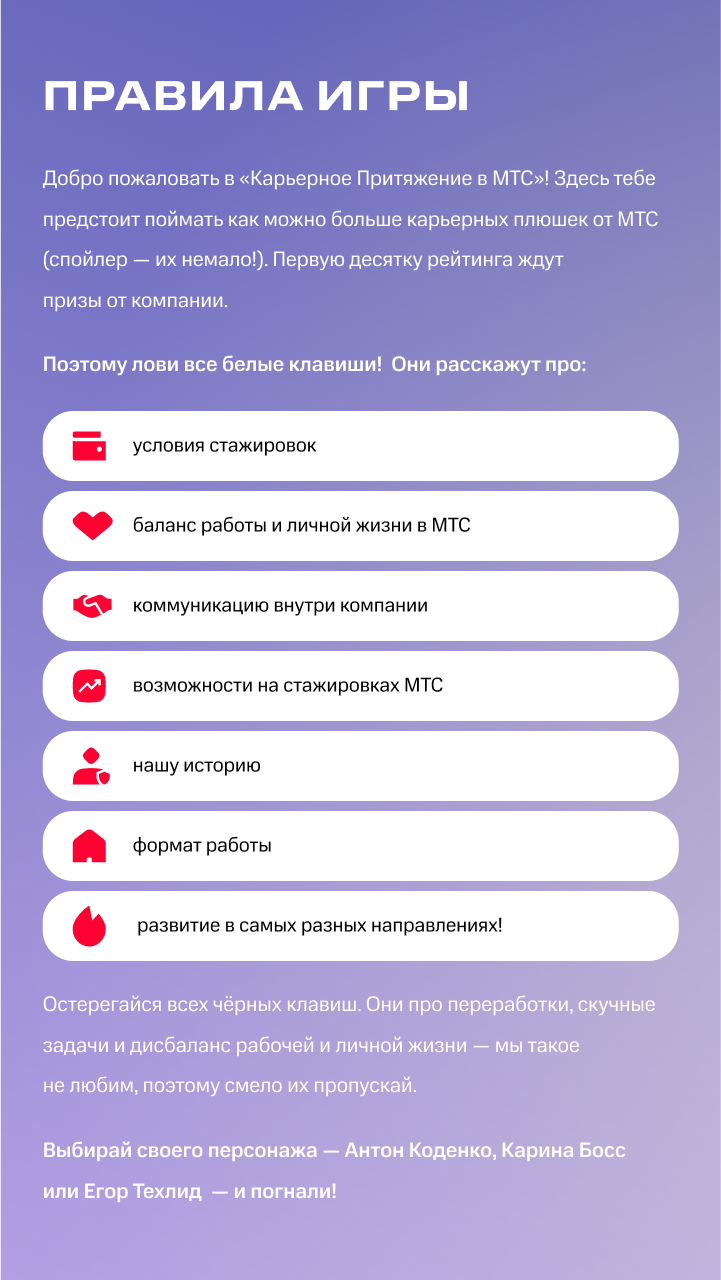 ПРАВИЛА ИГРЫ
Добро пожаловать в «Карьерное Притяжение в МТС»! Здесь тебе
предстоит поймать как можно больше карьерных плюшек от МТС
(спойлер — их немало!). Первую десятку рейтинга ждут
призы от компании.
Поэтому лови все белые клавиши!  Они расскажут про:
условия стажировок
баланс работы и личной жизни в МТС
коммуникацию внутри компании
возможности на стажировках МТС
нашу историю
формат работы
развитие в самых разных направлениях!
Остерегайся всех чёрных клавиш. Они про переработки, скучные
задачи и дисбаланс рабочей и личной жизни — мы такое
не любим, поэтому смело их пропускай.
Выбирай своего персонажа — Антон Коденко, Карина Босс
или Егор Техлид  — и погнали!